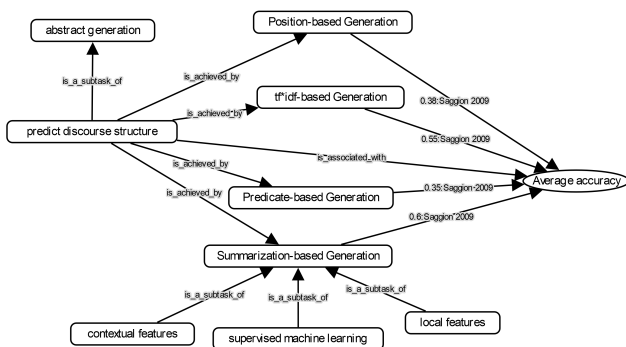 Position-based Generation
abstract generation
is_a_subtask_of
is_achieved_by
tf*idf-based Generation
0.38:Saggion 2009
is_achieved_by
predict discourse structure
0.55:Saggion 2009
is_associated_with
is_achieved_by
Average accuracy
is_achieved_by
Predicate-based Generation
0.35:Saggion 2009
0.6:Saggion 2009
Summarization-based Generation
is_a_subtask_of
is_a_subtask_of
is_a_subtask_of
contextual features
supervised machine learning
local features